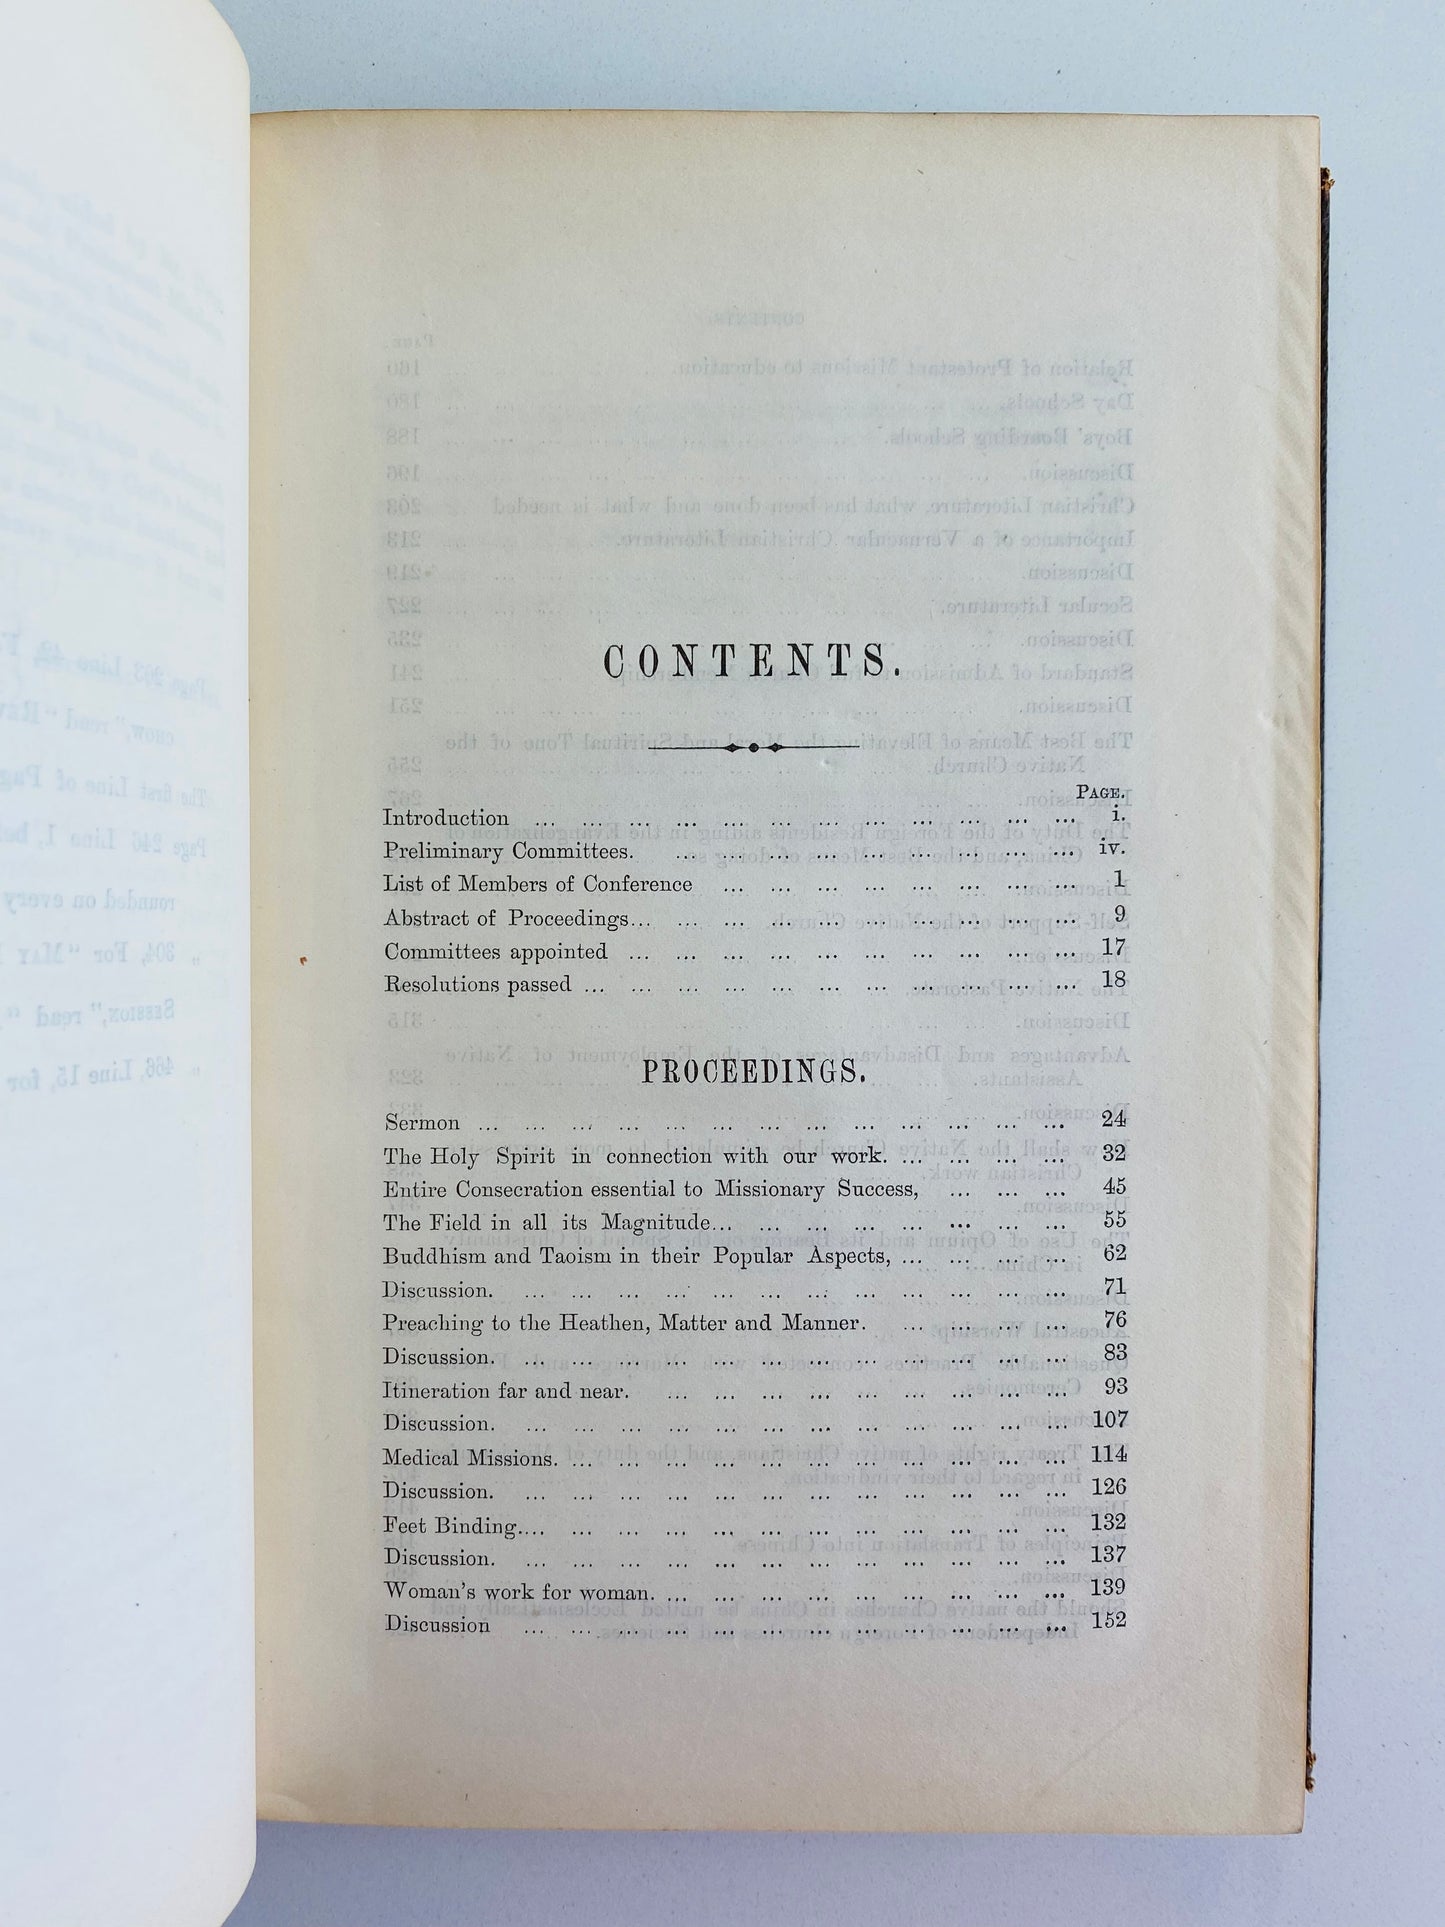 CONTENTS.
PAGE.
Introduction ... ... ... ... ... ... ... ... ... ... ... ... i.
Preliminary Committees. ... ... ... ... ... ... ... ... ... iv.
List of Members of Conference ... ... ... ... ... ... ... ... 1
Abstract of Proceedings... ... ... ... ... ... ... ... ... ... 9
Committees appointed ... ... ... ... ... ... ... ... ... ... 17
Resolutions passed ... ... ... ... ... ... ... ... ... ... ... 18
PROCEEDINGS.
Sermon ... ... ... ... ... ... ... ... ... ... ... ... ... 24
The Holy Spirit in connection with our work. ... ... ... ... 32
Entire Consecration essential to Missionary Success, ... ... ... 45
The Field in all its Magnitude... ... ... ... ... ... ... ... 55
Buddhism and Taoism in their Popular Aspects, ... ... ... ... 62
Discussion. ... ... ... ... ... ... ... ... ... ... ... ... 71
Preaching to the Heathen, Matter and Manner. ... ... ... ... 76
Discussion. ... ... ... ... ... ... ... ... ... ... ... ... 83
Itineration far and near. ... ... ... ... ... ... ... ... ... 93
Discussion. ... ... ... ... ... ... ... ... ... ... ... ... 107
Medical Missions. ... ... ... ... ... ... ... ... ... ... ... 114
Discussion. ... ... ... ... ... ... ... ... ... ... ... ... 126
Feet Binding.... ... ... ... ... ... ... ... ... ... ... ... 132
Discussion. ... ... ... ... ... ... ... ... ... ... ... ... 137
Woman's work for woman. ... ... ... ... ... ... ... ... ... 139
Discussion ... ... ... ... ... ... ... ... ... ... ... ... 152